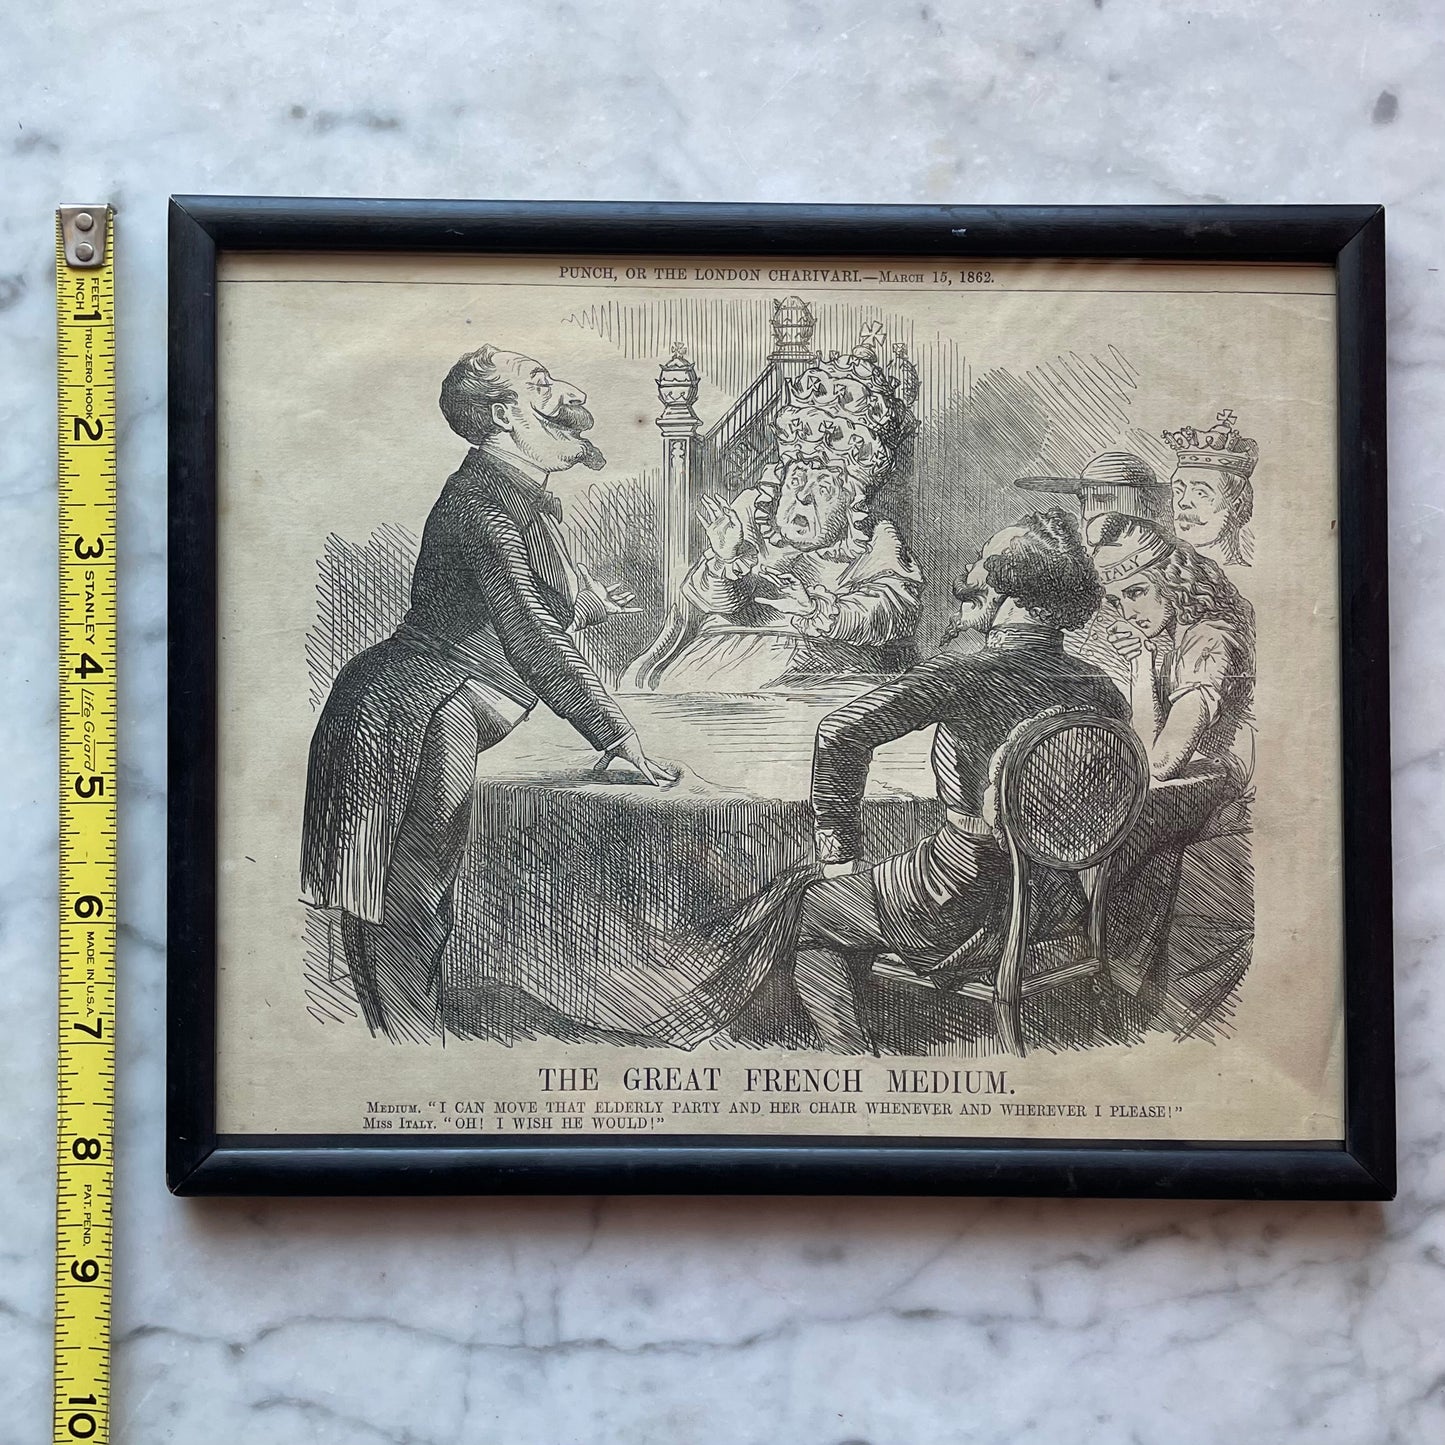 PUNCH, OR THE LONDON CHARIVARI.—MARCH 15, 1862.
ITALY
THE GREAT FRENCH MEDIUM.
MEDIUM. "I CAN MOVE THAT ELDERLY PARTY AND HER CHAIR WHENEVER AND WHEREVER I PLEASE!"
MISS ITALY. "OH! I WISH HE WOULD!"
FEET
INCH
1
TRU-ZERO HOOK
2
3
STANLEY
4
Life Guard
5
6
MADE IN U.S.A.
7
8
PAT. PEND.
9
10